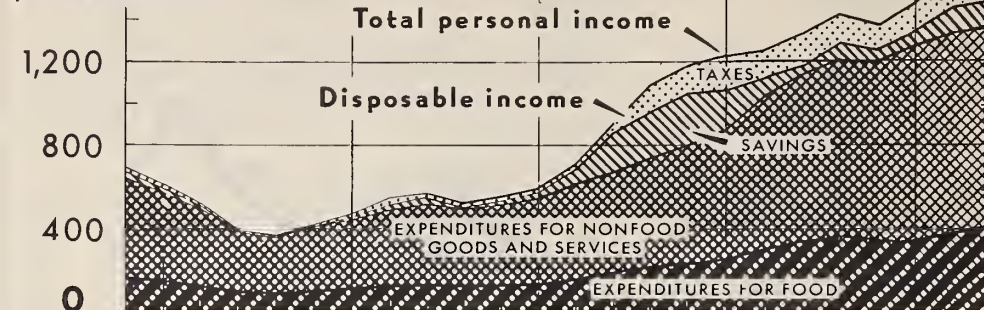 Total personal income
1,200
TAXES
Disposable income
800
SAVINGS
400
EXPENDITURES FOR NONFOOD
GOODS AND SERVICES
EXPENDITURES FOR FOOD
0